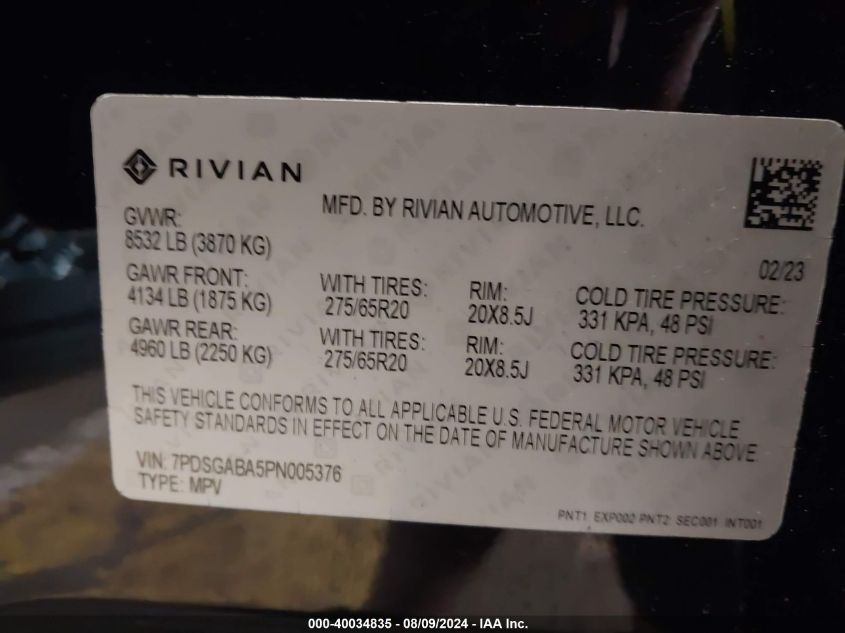 RIVIAN
MFD. BY RIVIAN AUTOMOTIVE, LLC.
GVWR:
8532 LB (3870 KG)
02/23
GAWR FRONT:
4134 LB (1875 KG)
WITH TIRES:
275/65R20
RIM:
20X8.5J
COLD TIRE PRESSURE:
331 KPA, 48 PSI
GAWR REAR:
4960 LB (2250 KG)
WITH TIRES:
275/65R20
RIM:
20X8.5J
COLD TIRE PRESSURE:
331 KPA, 48 PSI
THIS VEHICLE CONFORMS TO ALL APPLICABLE U.S. FEDERAL MOTOR VEHICLE
SAFETY STANDARDS IN EFFECT ON THE DATE OF MANUFACTURE SHOWN ABOVE.
VIN: 7PDSGABA5PN005376
TYPE: MPV
PNT1 EXP002 PNT2 SEC001 INT001
000-40034835 - 08/09/2024 - IAA Inc.